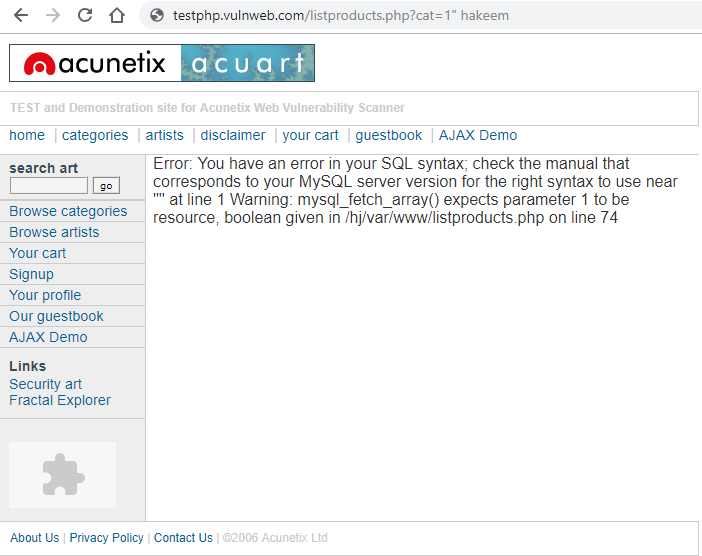 testphp.vulnweb.com/listproducts.php?cat=1" hakeem
acunetix acuart
TEST and Demonstration site for Acunetix Web Vulnerability Scanner
home | categories | artists | disclaimer | your cart | guestbook | AJAX Demo
search art
go
Browse categories
Browse artists
Your cart
Signup
Your profile
Our guestbook
AJAX Demo
Links
Security art
Fractal Explorer
Error: You have an error in your SQL syntax; check the manual that
corresponds to your MySQL server version for the right syntax to use near
'"' at line 1 Warning: mysql_fetch_array() expects parameter 1 to be
resource, boolean given in /hj/var/www/listproducts.php on line 74
About Us | Privacy Policy | Contact Us | ©2006 Acunetix Ltd